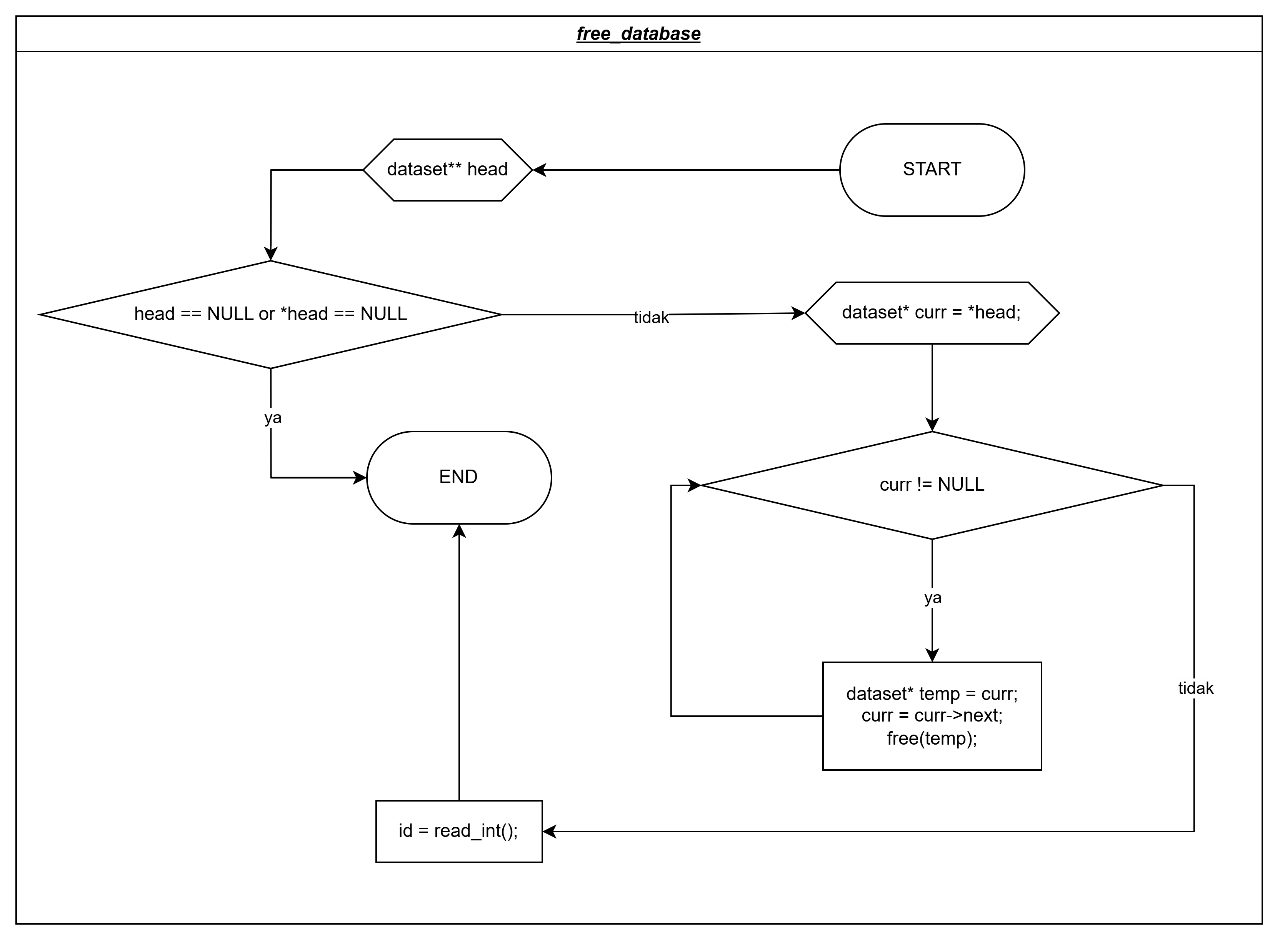 free_database
START
dataset** head
head == NULL or *head == NULL
tidak
dataset* curr = *head;
ya
END
curr != NULL
ya
dataset* temp = curr;
curr = curr->next;
free(temp);
tidak
id = read_int();